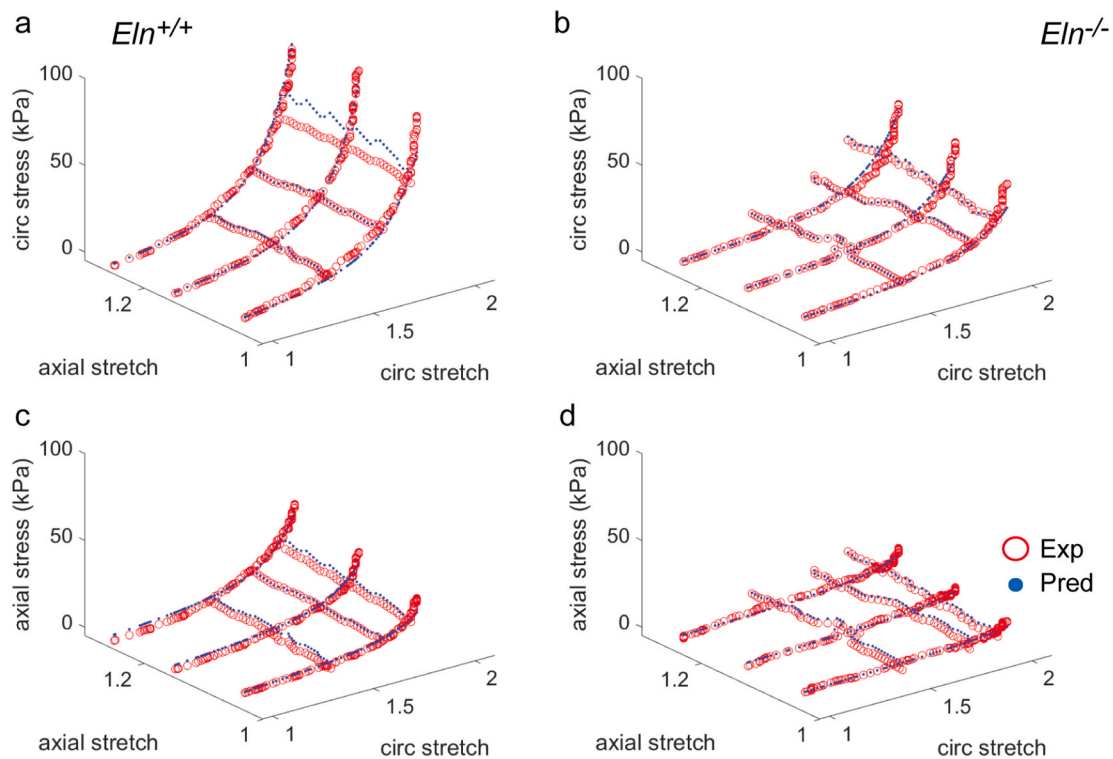 a
Eln+/+
b
Eln-/-
100
50
0
circ stress (kPa)
1.2
1
axial stretch
1
1.5
2
circ stretch
100
50
0
circ stress (kPa)
1.2
1
axial stretch
1
1.5
2
circ stretch
c
d
100
50
0
axial stress (kPa)
1.2
1
axial stretch
1
1.5
2
circ stretch
100
50
0
axial stress (kPa)
1.2
1
axial stretch
1
1.5
2
circ stretch
Exp
Pred